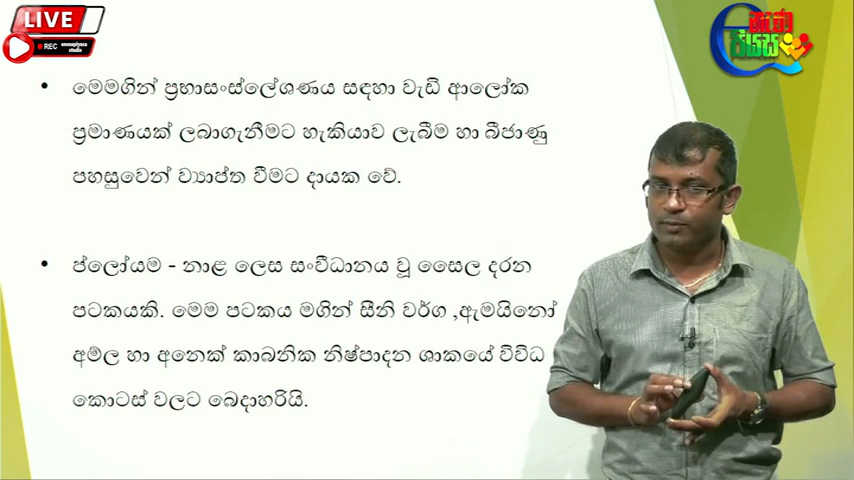 LIVE
REC
නැණ
පියස
මෙමගින් ප්‍රභාසංස්ලේශණය සඳහා වැඩි ආලෝක
ප්‍රමාණයක් ලබාගැනීමට හැකියාව ලැබීම හා බීජාණු
පහසුවෙන් ව්‍යාප්ත වීමට දායක වේ.
ප්ලෝයම - නාළ ලෙස සංවිධානය වූ සෛල දරන
පටකයකි. මෙම පටකය මගින් සීනි වර්ග ,ඇමයිනෝ
අම්ල හා අනෙක් කාබනික නිෂ්පාදන ශාකයේ විවිධ
කොටස් වලට බෙදාහරියි.